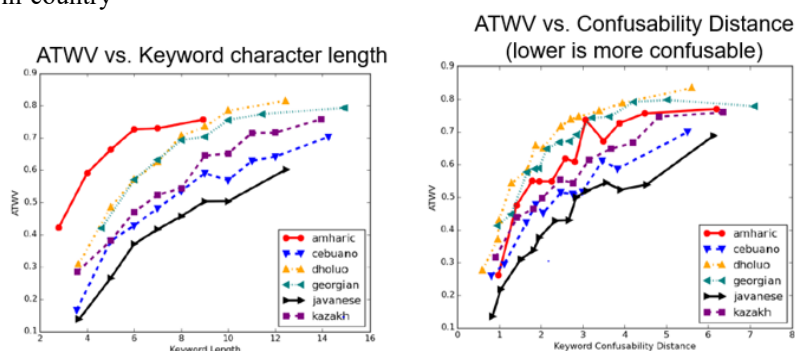 in country
ATWV vs. Keyword character length
0.9
0.8
0.7
0.6
0.5
0.4
0.3
0.2
0.1
ATWV
2
4
6
8
10
12
14
16
Keyword Length
amharic
cebuano
dholuo
georgian
javanese
kazakh
ATWV vs. Confusability Distance
(lower is more confusable)
0.9
0.8
0.7
0.6
0.5
0.4
0.3
0.2
0.1
ATWV
0
1
2
3
4
5
6
7
8
Keyword Confusability Distance
amharic
cebuano
dholuo
georgian
javanese
kazakh